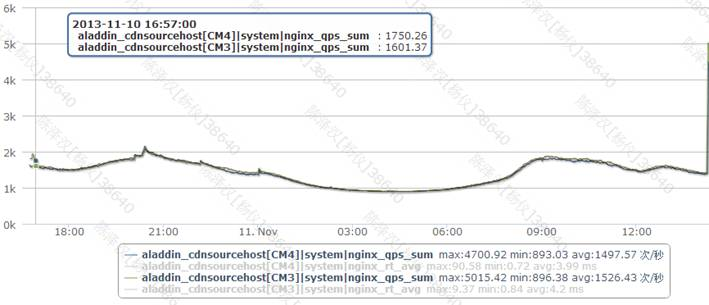 6k
2013-11-10 16:57:00
aladdin_cdnsourcehost[CM4]|system|nginx_qps_sum : 1750.26
aladdin_cdnsourcehost[CM3]|system|nginx_qps_sum : 1601.37
5k
4k
3k
2k
1k
0k
18:00 21:00 11. Nov 03:00 06:00 09:00 12:00
aladdin_cdnsourcehost[CM4]|system|nginx_qps_sum max:4700.92 min:893.03 avg:1497.57 次/秒
aladdin_cdnsourcehost[CM4]|system|nginx_rt_avg max:90.58 min:0.72 avg:3.99 ms
aladdin_cdnsourcehost[CM3]|system|nginx_qps_sum max:5015.42 min:896.38 avg:1526.43 次/秒
aladdin_cdnsourcehost[CM3]|system|nginx_rt_avg max:9.37 min:0.84 avg:4.2 ms